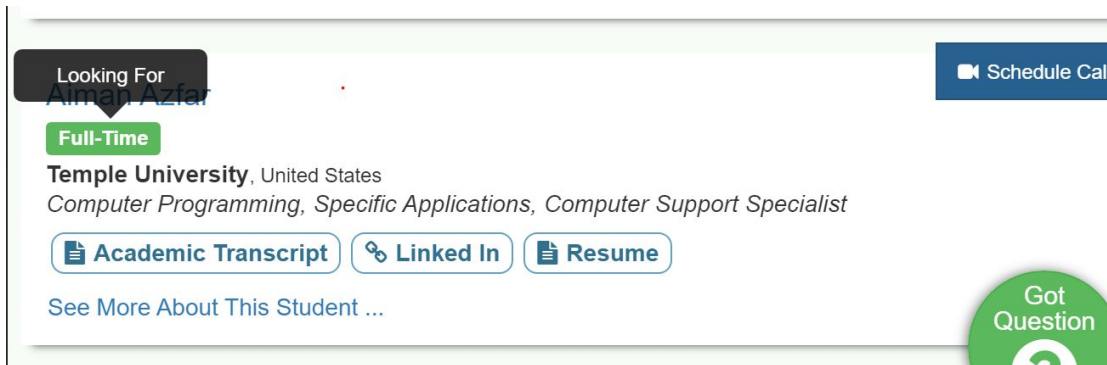 Looking For
Schedule Cal
Aiman Azfar
Full-Time
Temple University, United States
Computer Programming, Specific Applications, Computer Support Specialist
Academic Transcript
Linked In
Resume
See More About This Student ...
Got
Question